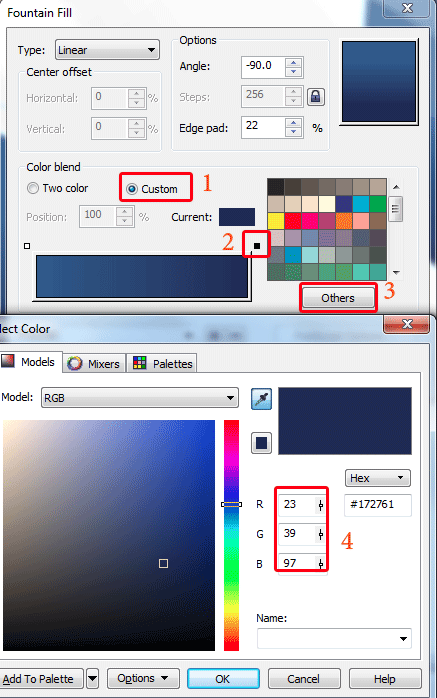 Fountain Fill
Type: Linear
Options
Center offset
Angle: -90.0
Horizontal: 0 %
Steps: 256
Vertical: 0 %
Edge pad: 22 %
Color blend
Two color
Custom
1
Position: 100 %
Current:
2
Others
3
lect Color
Models
Mixers
Palettes
Model: RGB
Hex
R 23
#172761
G 39
4
B 97
Name:
Add To Palette
Options
OK
Cancel
Help